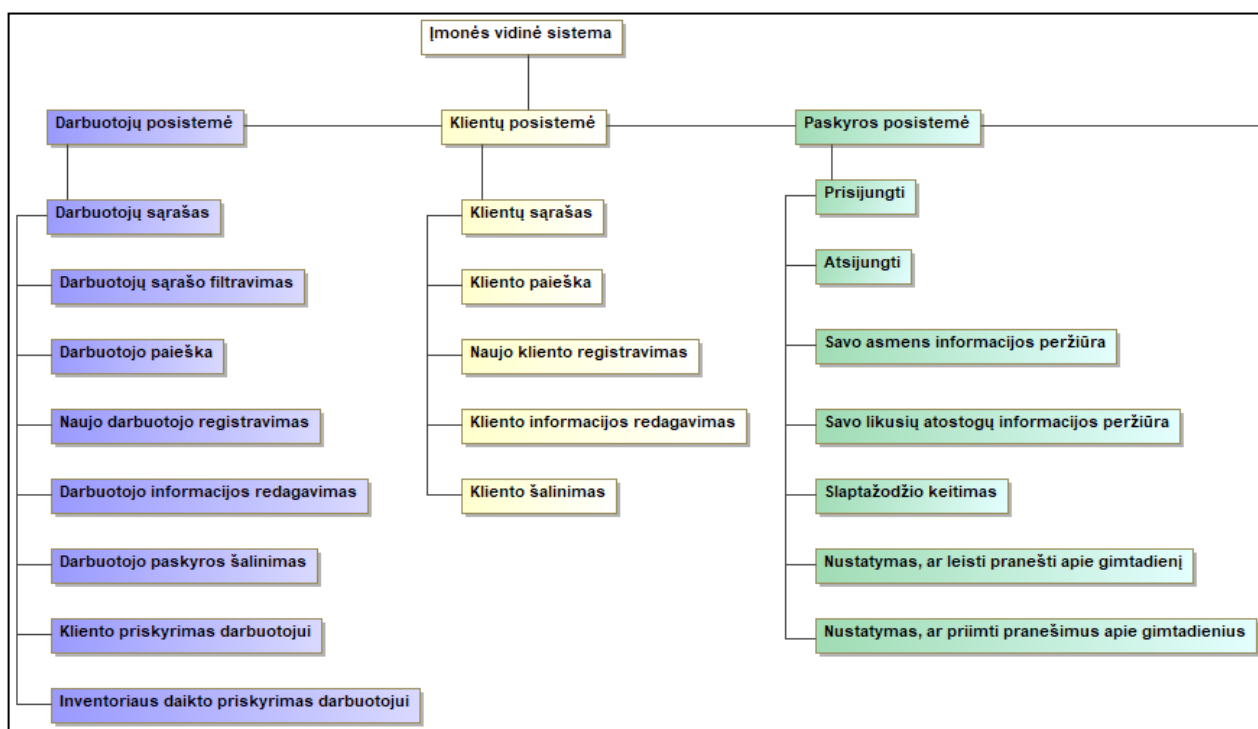 Įmonės vidinė sistema
Darbuotojų posistemė
Klientų posistemė
Paskyros posistemė
Darbuotojų sąrašas
Darbuotojų sąrašo filtravimas
Darbuotojo paieška
Naujo darbuotojo registravimas
Darbuotojo informacijos redagavimas
Darbuotojo paskyros šalinimas
Kliento priskyrimas darbuotojui
Inventoriaus daikto priskyrimas darbuotojui
Klientų sąrašas
Kliento paieška
Naujo kliento registravimas
Kliento informacijos redagavimas
Kliento šalinimas
Prisijungti
Atsijungti
Savo asmens informacijos peržiūra
Savo likusių atostogų informacijos peržiūra
Slaptažodžio keitimas
Nustatymas, ar leisti pranešti apie gimtadienį
Nustatymas, ar priimti pranešimus apie gimtadienius